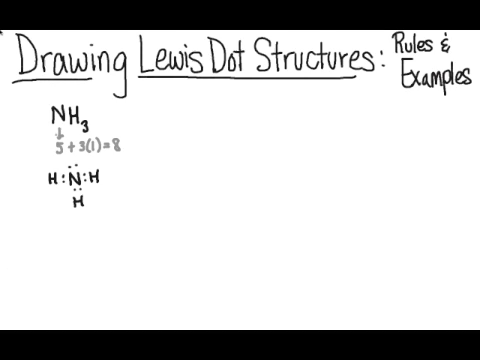 Drawing Lewis Dot Structures: Rules &
Examples
NH₃
↓
5 + 3(1) = 8
H : N̈ : H
¨
H